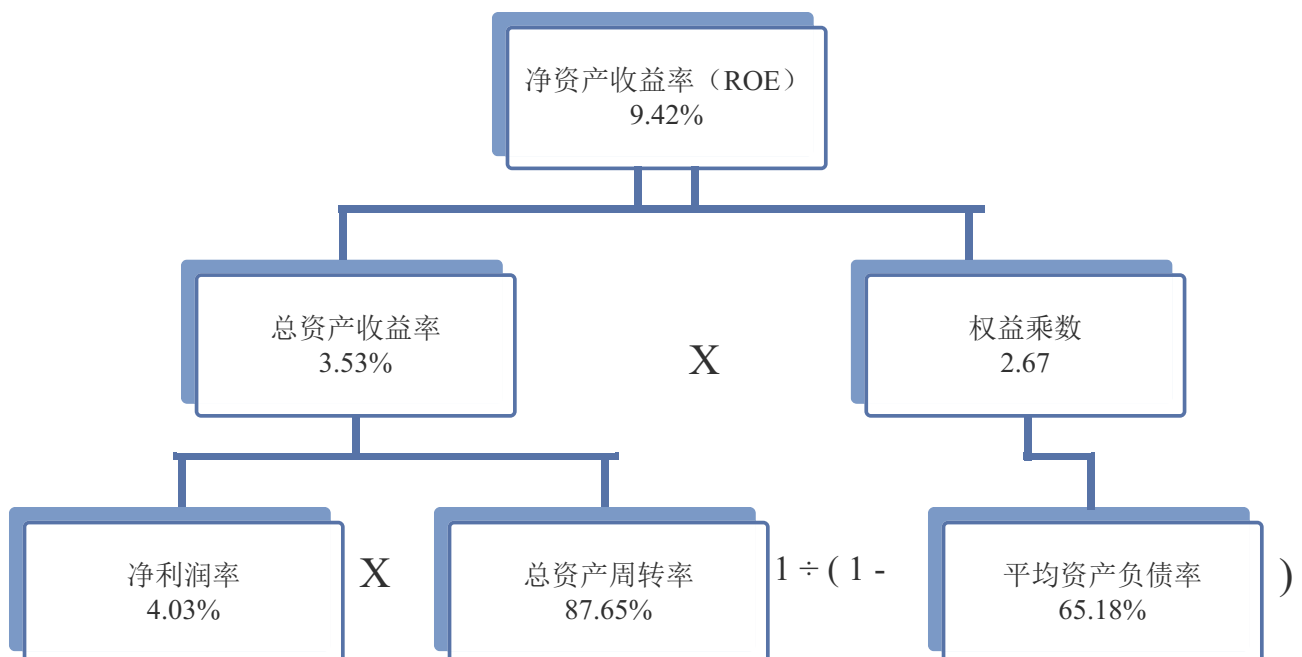 净资产收益率（ROE）
9.42%
总资产收益率
3.53%
X
权益乘数
2.67
净利润率
4.03%
X
总资产周转率
87.65%
1 ÷ ( 1 -
平均资产负债率
65.18%
)